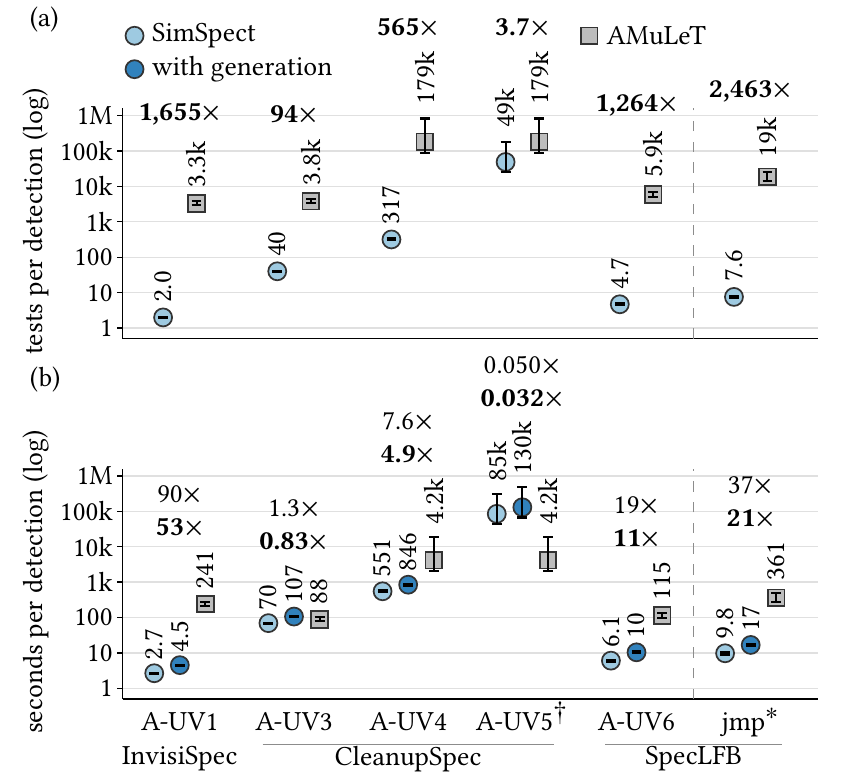 (a)
SimSpect
with generation
AMuLeT
565×
3.7×
1,655×
94×
1,264×
2,463×
tests per detection (log)
1M
100k
10k
1k
100
10
1
2.0
3.3k
40
3.8k
317
179k
49k
179k
4.7
5.9k
7.6
19k
(b)
seconds per detection (log)
1M
100k
10k
1k
100
10
1
90×
53×
1.3×
0.83×
7.6×
4.9×
0.050×
0.032×
19×
11×
37×
21×
2.7
4.5
241
70
107
88
551
846
4.2k
85k
130k
4.2k
6.1
10
115
9.8
17
361
A-UV1 A-UV3 A-UV4 A-UV5† A-UV6 jmp*
InvisiSpec CleanupSpec SpecLFB